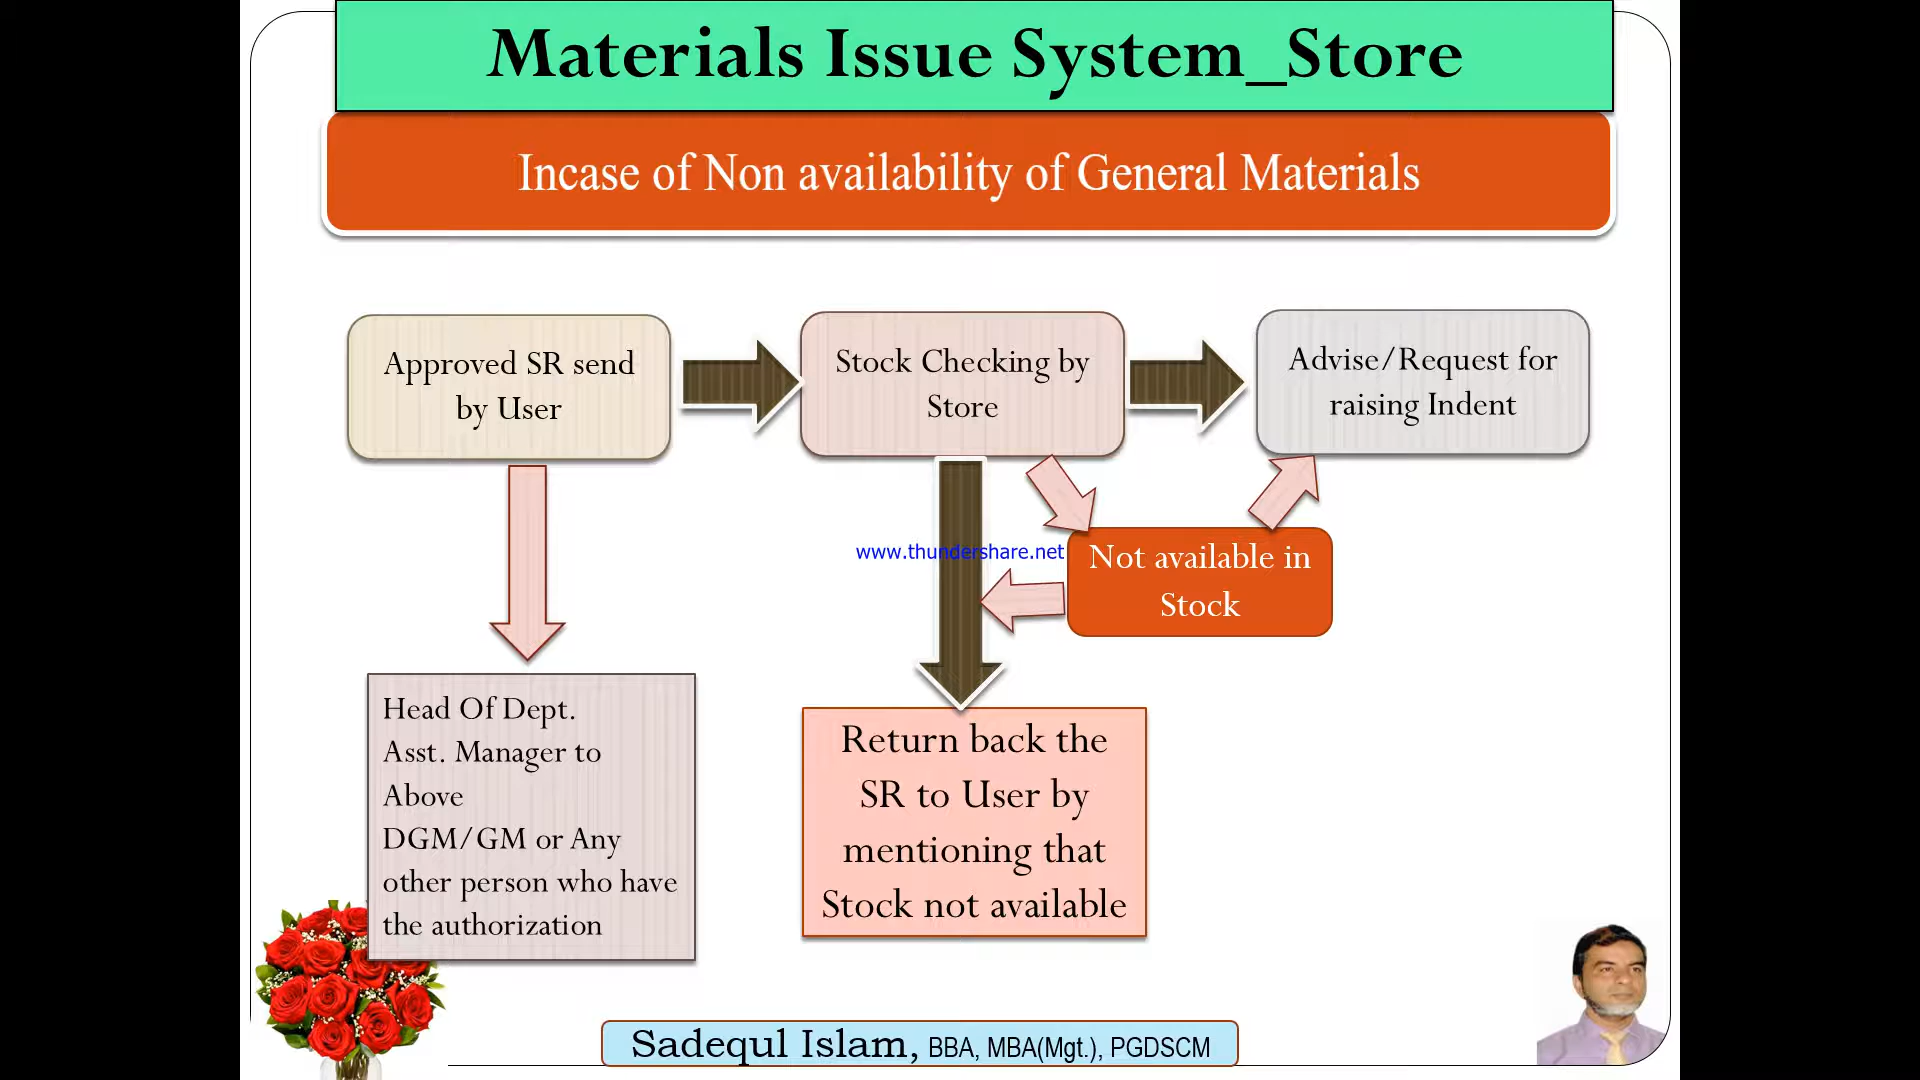 Materials Issue System_Store
Incase of Non availability of General Materials
Approved SR send
by User
Stock Checking by
Store
Advise/Request for
raising Indent
www.thundershare.net
Not available in
Stock
Head Of Dept.
Asst. Manager to
Above
DGM/GM or Any
other person who have
the authorization
Return back the
SR to User by
mentioning that
Stock not available
Sadequl Islam, BBA, MBA(Mgt.), PGDSCM